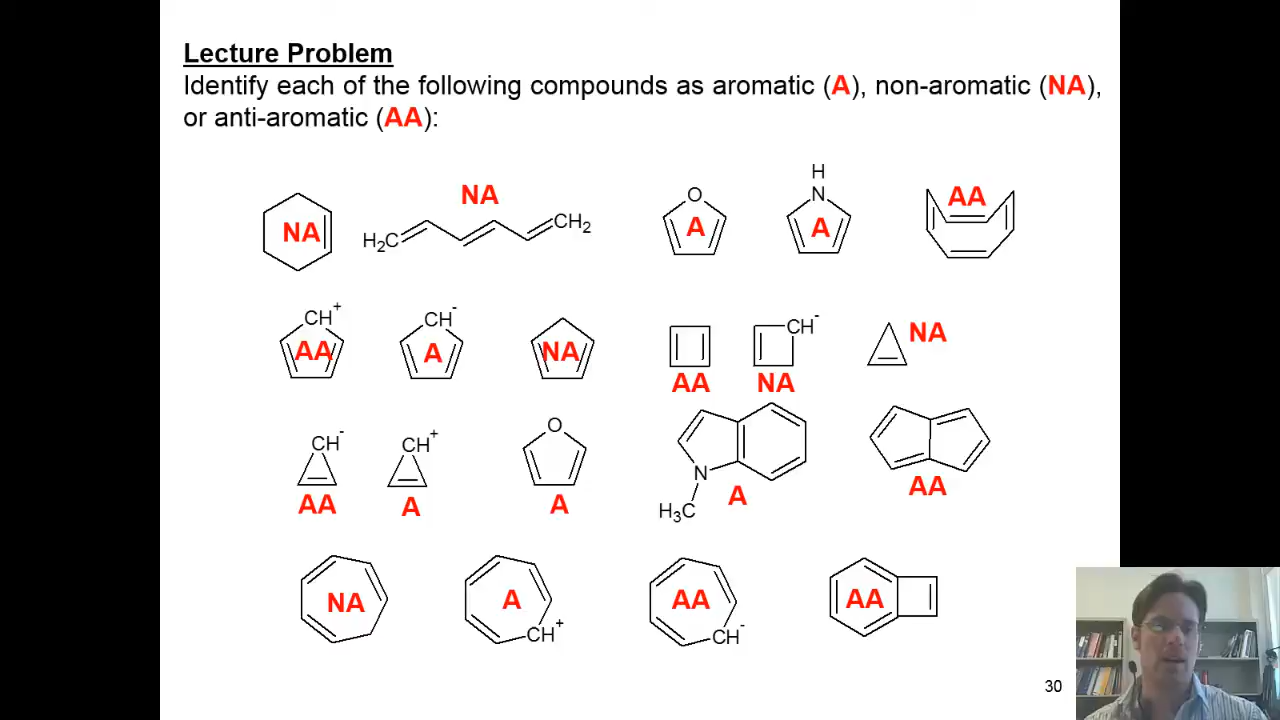 Lecture Problem
Identify each of the following compounds as aromatic (A), non-aromatic (NA),
or anti-aromatic (AA):
NA
NA
H2C
CH2
O
A
H
N
A
AA
CH+
AA
CH-
A
NA
AA
CH-
NA
NA
CH-
AA
CH+
A
O
A
N
H3C
A
AA
NA
A
CH+
AA
CH-
AA
30